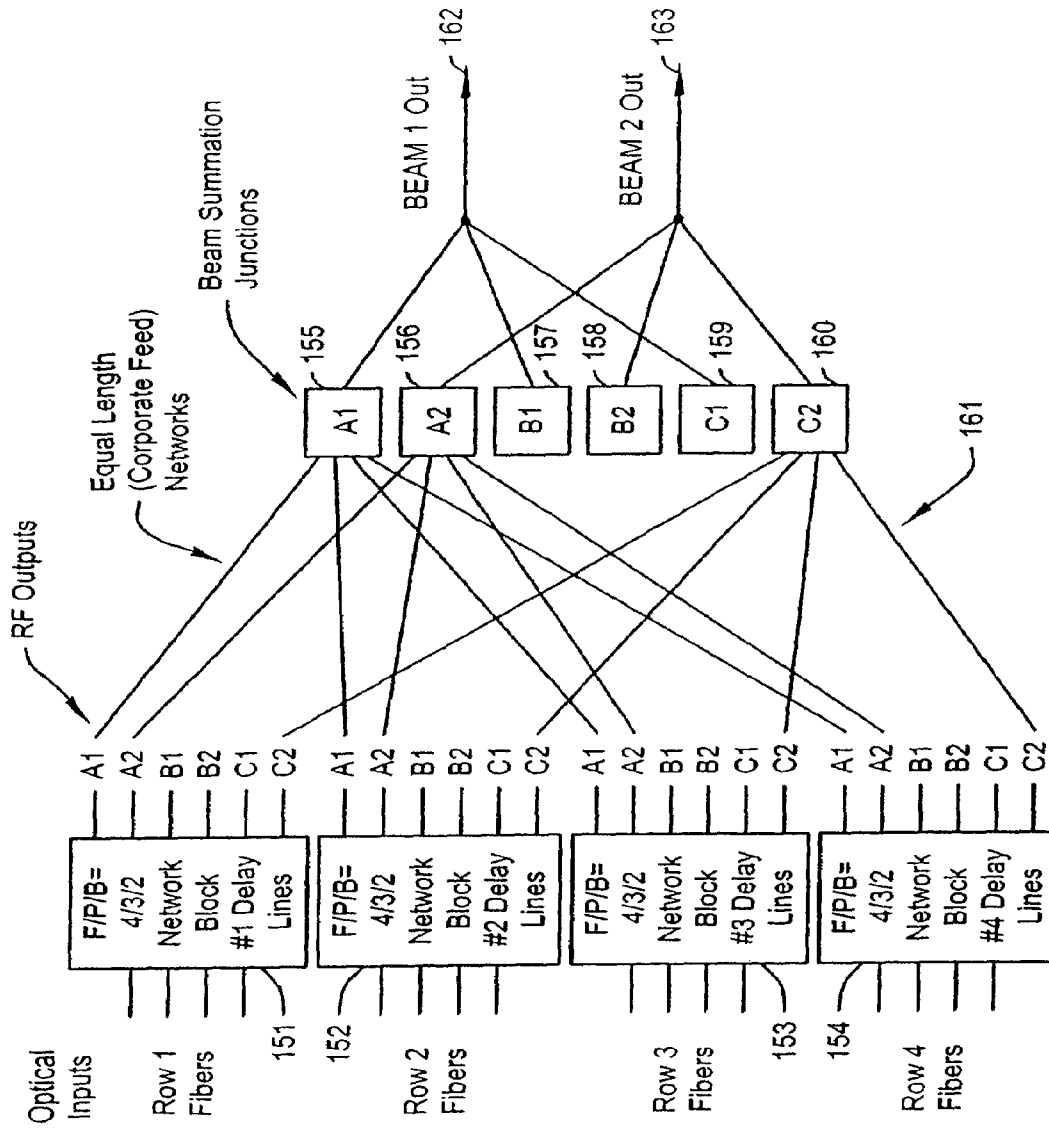 Optical
Inputs
Row 1
Fibers
151
F/P/B=
4/3/2
Network
Block
#1 Delay
Lines
A1
A2
B1
B2
C1
C2
Row 2
Fibers
152
F/P/B=
4/3/2
Network
Block
#2 Delay
Lines
A1
A2
B1
B2
C1
C2
Row 3
Fibers
153
F/P/B=
4/3/2
Network
Block
#3 Delay
Lines
A1
A2
B1
B2
C1
C2
Row 4
Fibers
154
F/P/B=
4/3/2
Network
Block
#4 Delay
Lines
A1
A2
B1
B2
C1
C2
RF Outputs
Equal Length
(Corporate Feed)
Networks
Beam Summation
Junctions
A1
155
A2
156
B1
157
B2
158
C1
159
C2
160
161
BEAM 1 Out
162
BEAM 2 Out
163